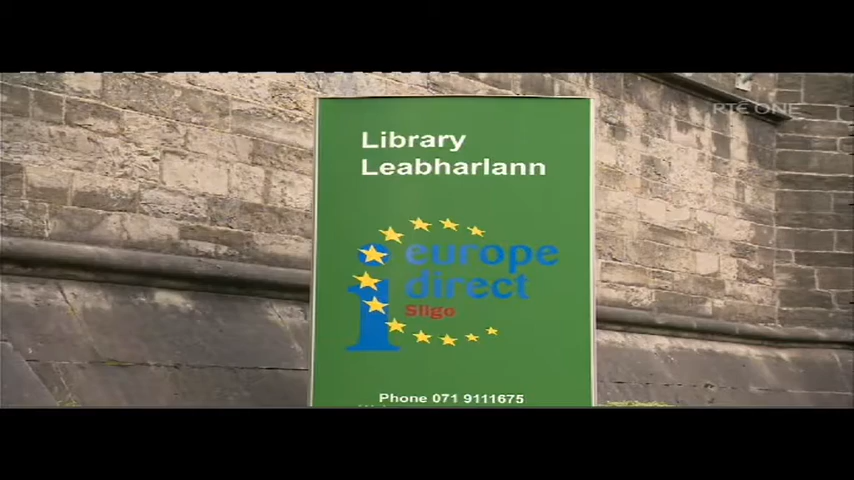 RTÉ ONE
Library
Leabharlann
europe
direct
Sligo
Phone 071 9111675